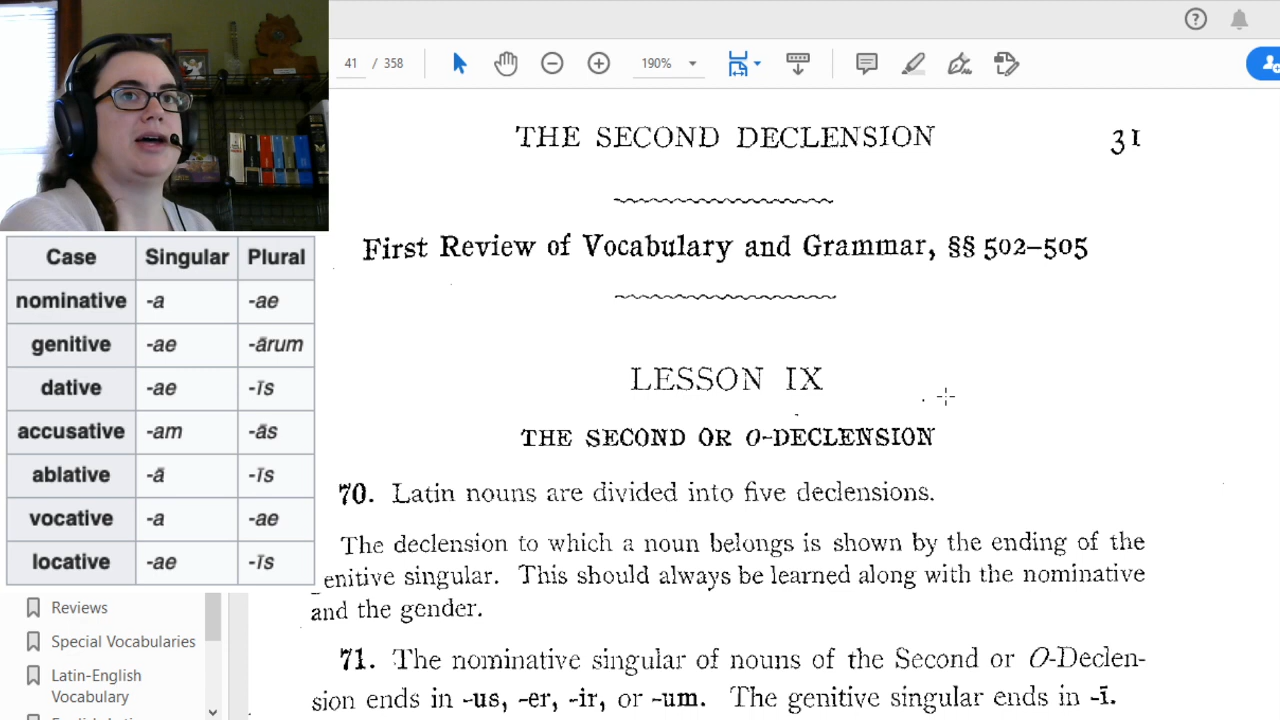 41 / 358
190%
THE SECOND DECLENSION 31
First Review of Vocabulary and Grammar, §§ 502–505
LESSON IX
THE SECOND OR O-DECLENSION
70. Latin nouns are divided into five declensions.
The declension to which a noun belongs is shown by the ending of the
enitive singular. This should always be learned along with the nominative
and the gender.
71. The nominative singular of nouns of the Second or O-Declen-
sion ends in -us, -er, -ir, or -um. The genitive singular ends in -ī.
Case Singular Plural
nominative -a -ae
genitive -ae -ārum
dative -ae -īs
accusative -am -ās
ablative -ā -īs
vocative -a -ae
locative -ae -īs
Reviews
Special Vocabularies
Latin-English
Vocabulary